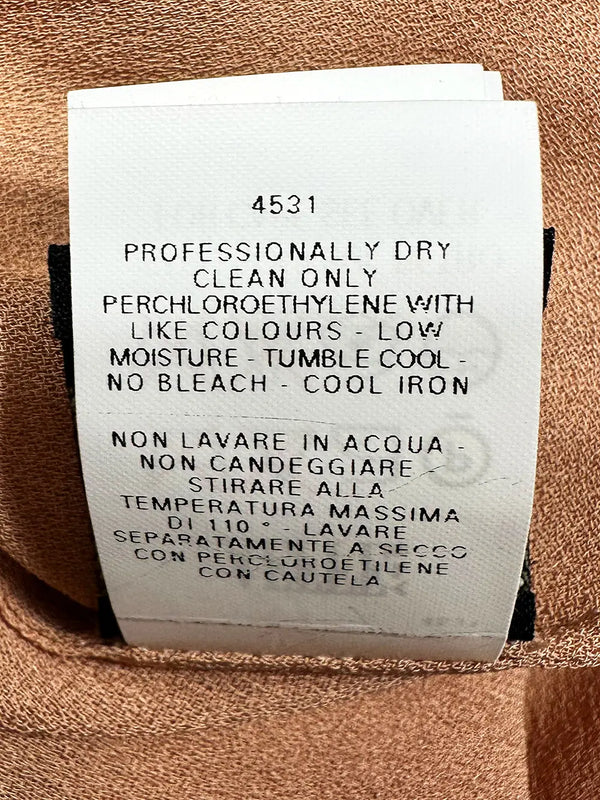 4531
PROFESSIONALLY DRY
CLEAN ONLY
PERCHLOROETHYLENE WITH
LIKE COLOURS - LOW
MOISTURE - TUMBLE COOL -
NO BLEACH - COOL IRON
NON LAVARE IN ACQUA -
NON CANDEGGIARE -
STIRARE ALLA
TEMPERATURA MASSIMA
DI 110 ° - LAVARE
SEPARATAMENTE A SECCO
CON PERCLOROETILENE
CON CAUTELA